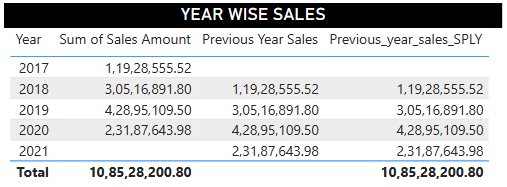 YEAR WISE SALES
Year Sum of Sales Amount Previous Year Sales Previous_year_sales_SPLY
2017 1,19,28,555.52
2018 3,05,16,891.80 1,19,28,555.52 1,19,28,555.52
2019 4,28,95,109.50 3,05,16,891.80 3,05,16,891.80
2020 2,31,87,643.98 4,28,95,109.50 4,28,95,109.50
2021 2,31,87,643.98 2,31,87,643.98
Total 10,85,28,200.80 10,85,28,200.80